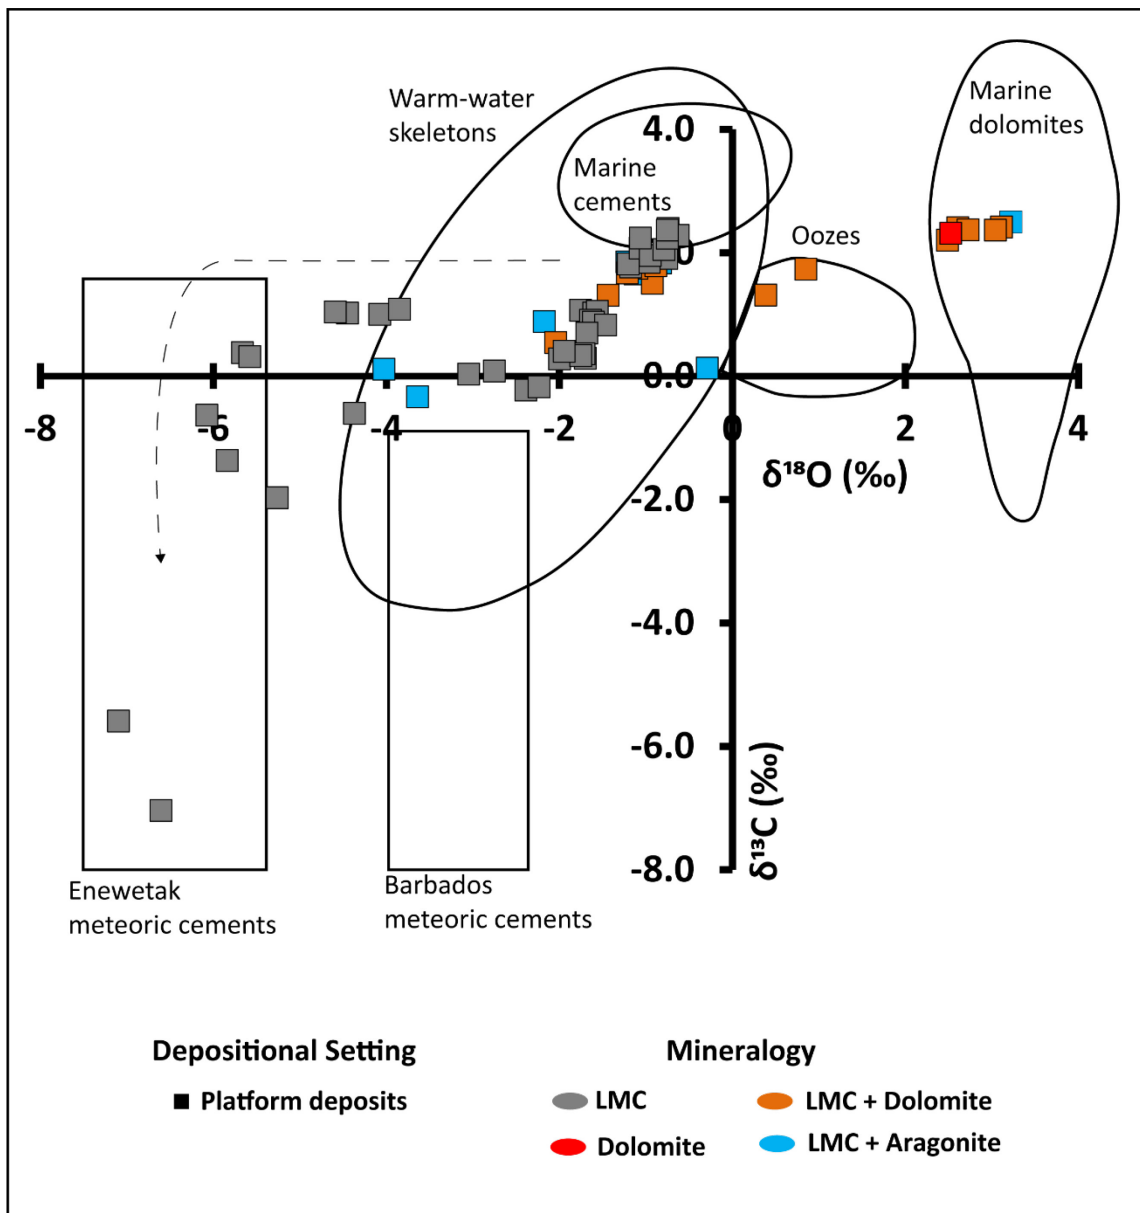 Warm-water
skeletons
4.0
Marine
dolomites
Marine
cements
Oozes
.0
0.0
-8
-6
-4
-2
0
2
4
δ¹⁸O (‰)
-2.0
-4.0
-6.0
-8.0
δ¹³C (‰)
Enewetak
meteoric cements
Barbados
meteoric cements
Depositional Setting
Mineralogy
Platform deposits
LMC
LMC + Dolomite
Dolomite
LMC + Aragonite